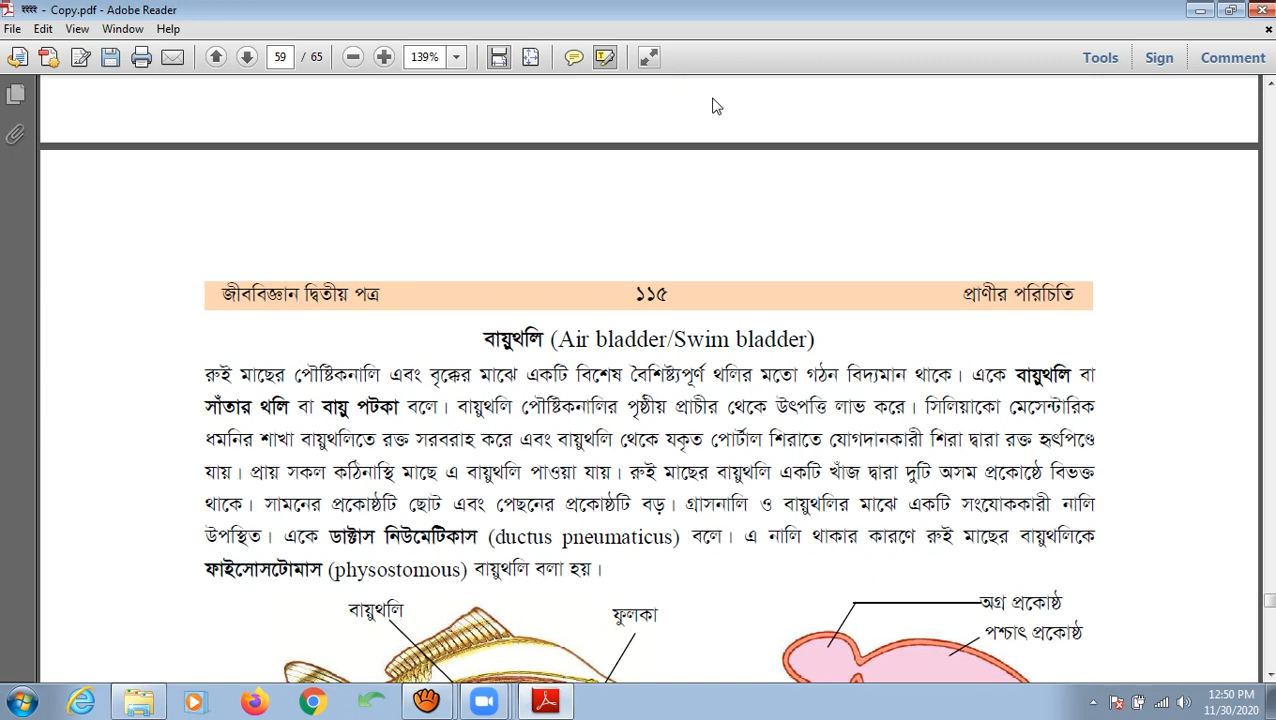 - Copy.pdf - Adobe Reader
File Edit View Window Help
59 / 65 139% Tools Sign Comment
জীববিজ্ঞান দ্বিতীয় পত্র ১১৫ প্রাণীর পরিচিতি
বায়ুথলি (Air bladder/Swim bladder)
রুই মাছের পৌষ্টিকনালি এবং বৃক্কের মাঝে একটি বিশেষ বৈশিষ্ট্যপূর্ণ থলির মতো গঠন বিদ্যমান থাকে। একে বায়ুথলি বা
সাঁতার থলি বা বায়ু পটকা বলে। বায়ুথলি পৌষ্টিকনালির পৃষ্ঠীয় প্রাচীর থেকে উৎপত্তি লাভ করে। সিলিয়াকো মেসেন্টারিক
ধমনির শাখা বায়ুথলিতে রক্ত সরবরাহ করে এবং বায়ুথলি থেকে যকৃত পোর্টাল শিরাতে যোগদানকারী শিরা দ্বারা রক্ত হৃৎপিণ্ডে
যায়। প্রায় সকল কঠিনাস্থি মাছে এ বায়ুথলি পাওয়া যায়। রুই মাছের বায়ুথলি একটি খাঁজ দ্বারা দুটি অসম প্রকোষ্ঠে বিভক্ত
থাকে। সামনের প্রকোষ্ঠটি ছোট এবং পেছনের প্রকোষ্ঠটি বড়। গ্রাসনালি ও বায়ুথলির মাঝে একটি সংযোককারী নালি
উপস্থিত। একে ডাক্টাস নিউমেটিকাস (ductus pneumaticus) বলে। এ নালি থাকার কারণে রুই মাছের বায়ুথলিকে
ফাইসোসটোমাস (physostomous) বায়ুথলি বলা হয়।
বায়ুথলি ফুলকা অগ্র প্রকোষ্ঠ
পশ্চাৎ প্রকোষ্ঠ
12:50 PM
11/30/2020